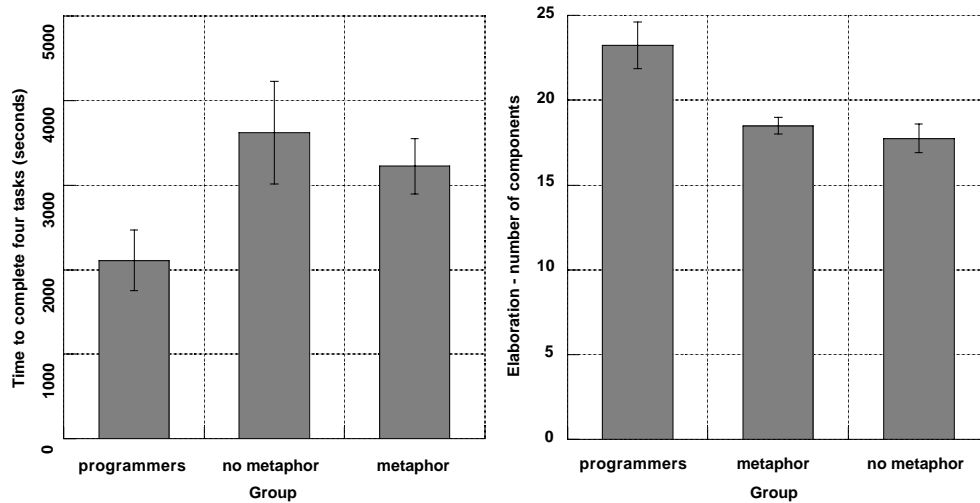 Time to complete four tasks (seconds)
5000
4000
3000
2000
1000
0
programmers no metaphor metaphor
Group
Elaboration - number of components
25
20
15
10
5
0
programmers metaphor no metaphor
Group